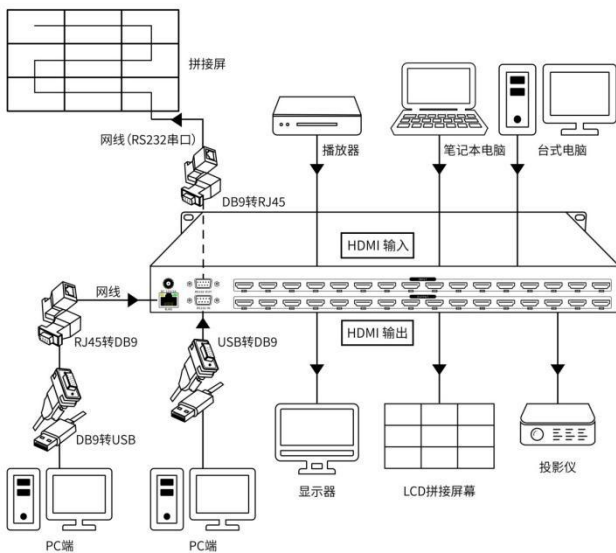 拼接屏
网线(RS232串口)
播放器
笔记本电脑
台式电脑
DB9转RJ45
HDMI 输入
网线
RJ45转DB9
USB转DB9
HDMI 输出
DB9转USB
显示器
LCD拼接屏幕
投影仪
PC端
PC端